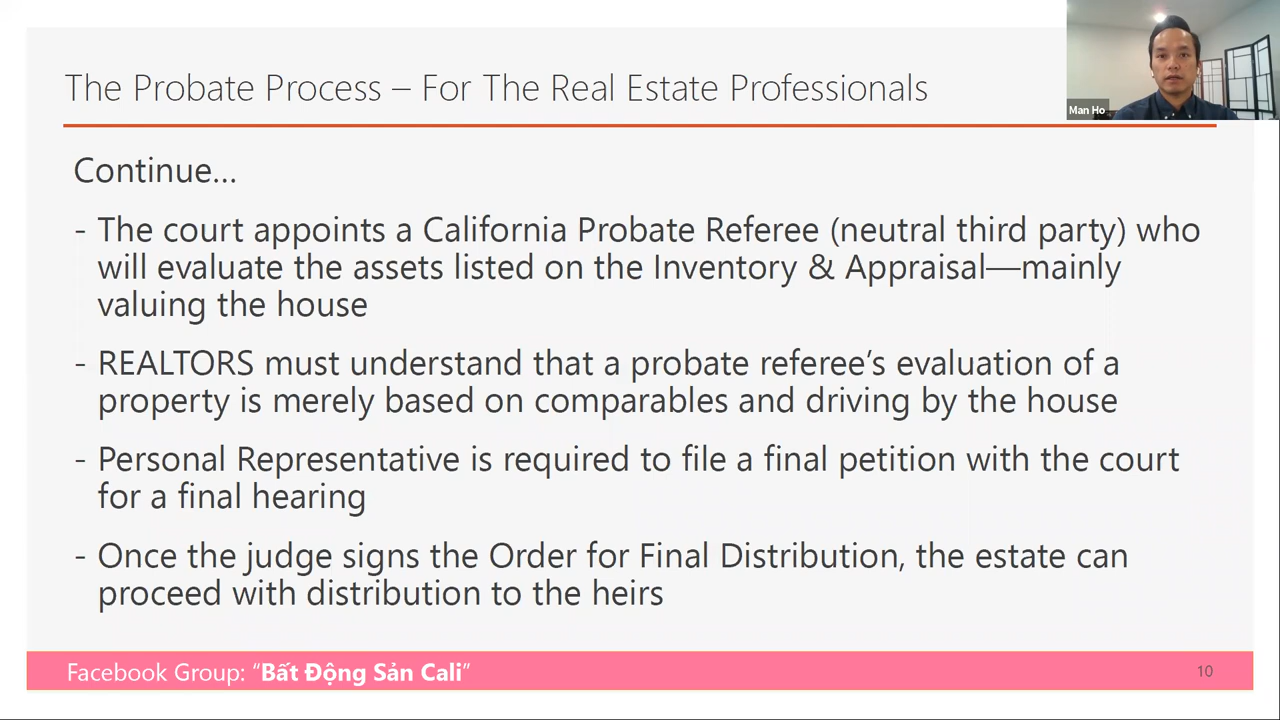 The Probate Process – For The Real Estate Professionals
Man Ho
Continue...
- The court appoints a California Probate Referee (neutral third party) who
will evaluate the assets listed on the Inventory & Appraisal—mainly
valuing the house
- REALTORS must understand that a probate referee’s evaluation of a
property is merely based on comparables and driving by the house
- Personal Representative is required to file a final petition with the court
for a final hearing
- Once the judge signs the Order for Final Distribution, the estate can
proceed with distribution to the heirs
Facebook Group: “Bất Động Sản Cali”
10